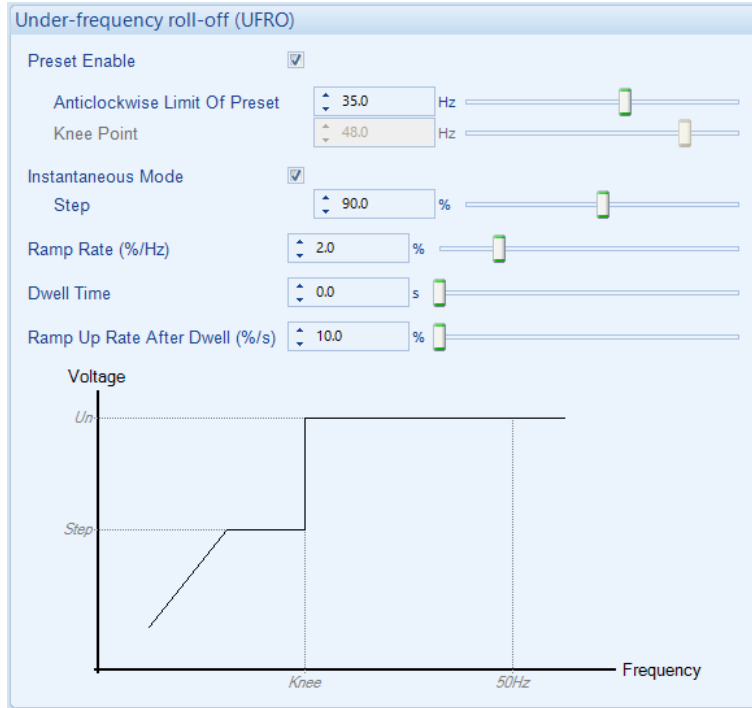 Under-frequency roll-off (UFRO)
Preset Enable
Anticlockwise Limit Of Preset 35.0 Hz
Knee Point 48.0 Hz
Instantaneous Mode
Step 90.0 %
Ramp Rate (%/Hz) 2.0 %
Dwell Time 0.0 s
Ramp Up Rate After Dwell (%/s) 10.0 %
Voltage
Un
Step
Frequency
Knee 50Hz